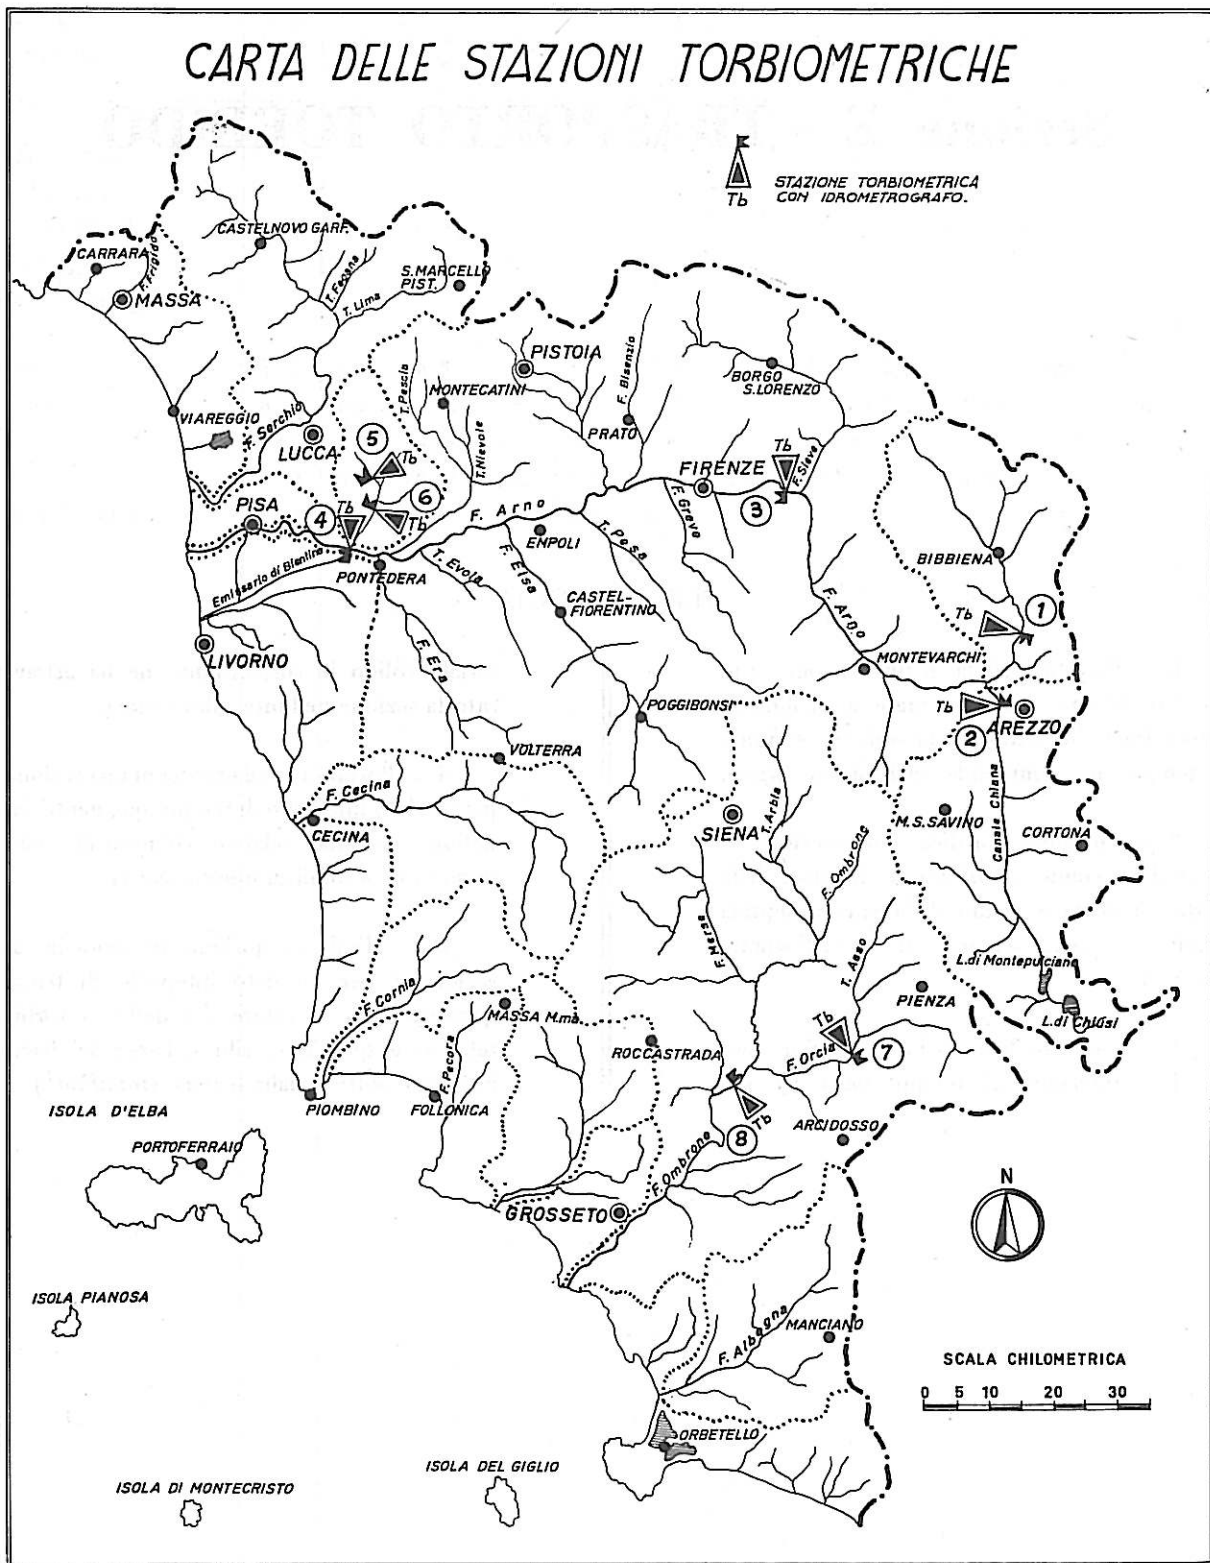 CARTA DELLE STAZIONI TORBIOMETRICHE
Tb
STAZIONE TORBIOMETRICA
CON IDROMETROGRAFO.
CASTELNOVO GARF.
CARRARA
F. Frigido
MASSA
T. Fegana
T. Lima
S. MARCELLO
PIST.
PISTOIA
F. Bisenzio
BORGO
S. LORENZO
T. Pescia
MONTECATINI
VIAREGGIO
F. Serchio
LUCCA
PRATO
T. Nievole
5
Tb
6
Tb
FIRENZE
Tb
F. Sieve
3
PISA
4
Tb
F. Arno
F. Greve
EMPOLI
T. Pesa
Emissario di Bientina
PONTEDERA
T. Evola
F. Elsa
CASTEL-
FIORENTINO
BIBBIENA
1
Tb
F. Arno
LIVORNO
F. Era
MONTEVARCHI
POGGIBONSI
Tb
2
AREZZO
VOLTERRA
F. Cecina
CECINA
SIENA
T. Arbia
F. Ombrone
M. S. SAVINO
Canale Chiana
CORTONA
F. Merse
T. Asso
L. di Montepulciano
PIENZA
L. di Chiusi
F. Cornia
MASSA M.ma
F. Pecora
ROCCASTRADA
Tb
F. Orcia
7
PIOMBINO
FOLLONICA
Tb
8
ARCIDOSSO
ISOLA D'ELBA
PORTOFERRAIO
F. Ombrone
GROSSETO
N
ISOLA PIANOSA
F. Albegna
MANCIANO
SCALA CHILOMETRICA
0 5 10 20 30
ORBETELLO
ISOLA DEL GIGLIO
ISOLA DI MONTECRISTO